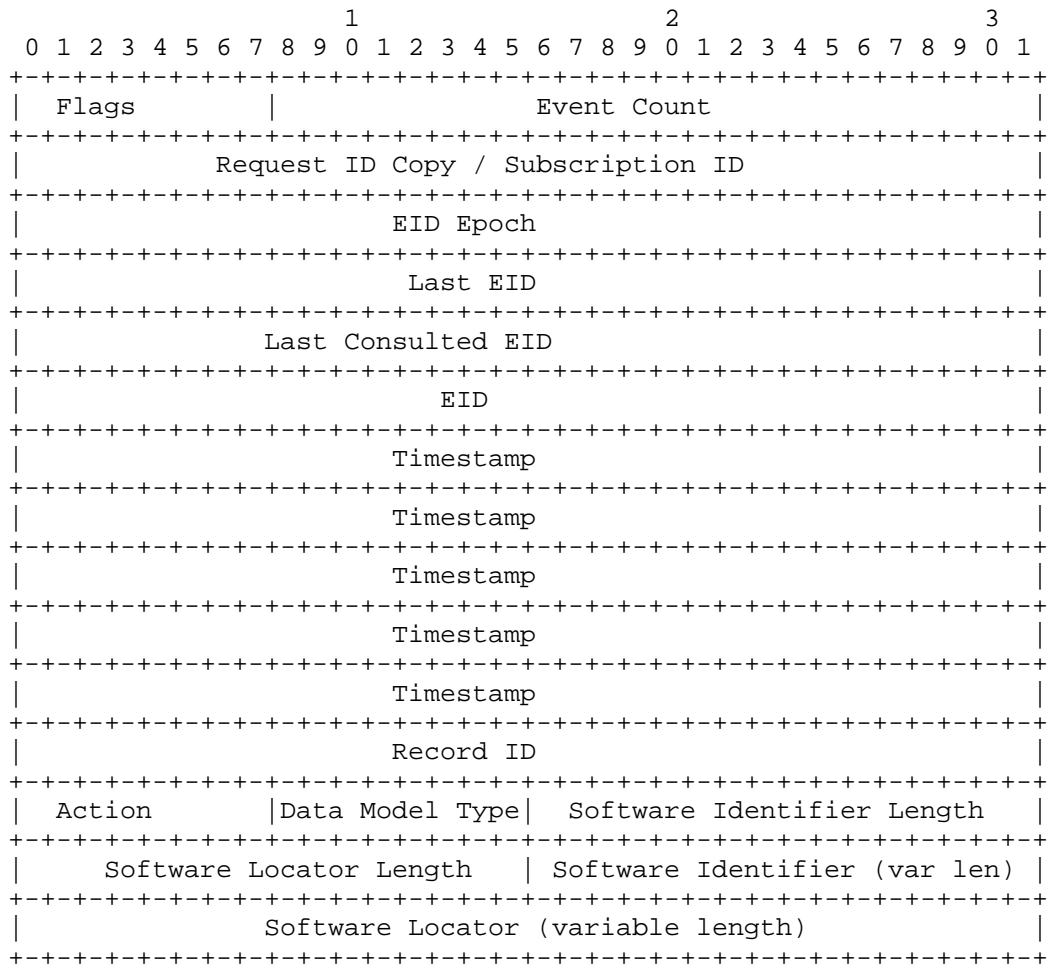 1                   2                   3
 0 1 2 3 4 5 6 7 8 9 0 1 2 3 4 5 6 7 8 9 0 1 2 3 4 5 6 7 8 9 0 1
+-+-+-+-+-+-+-+-+-+-+-+-+-+-+-+-+-+-+-+-+-+-+-+-+-+-+-+-+-+-+-+-+
|  Flags        |                Event Count                    |
+-+-+-+-+-+-+-+-+-+-+-+-+-+-+-+-+-+-+-+-+-+-+-+-+-+-+-+-+-+-+-+-+
|            Request ID Copy / Subscription ID                  |
+-+-+-+-+-+-+-+-+-+-+-+-+-+-+-+-+-+-+-+-+-+-+-+-+-+-+-+-+-+-+-+-+
|                       EID Epoch                               |
+-+-+-+-+-+-+-+-+-+-+-+-+-+-+-+-+-+-+-+-+-+-+-+-+-+-+-+-+-+-+-+-+
|                        Last EID                               |
+-+-+-+-+-+-+-+-+-+-+-+-+-+-+-+-+-+-+-+-+-+-+-+-+-+-+-+-+-+-+-+-+
|               Last Consulted EID                              |
+-+-+-+-+-+-+-+-+-+-+-+-+-+-+-+-+-+-+-+-+-+-+-+-+-+-+-+-+-+-+-+-+
|                          EID                                  |
+-+-+-+-+-+-+-+-+-+-+-+-+-+-+-+-+-+-+-+-+-+-+-+-+-+-+-+-+-+-+-+-+
|                       Timestamp                               |
+-+-+-+-+-+-+-+-+-+-+-+-+-+-+-+-+-+-+-+-+-+-+-+-+-+-+-+-+-+-+-+-+
|                       Timestamp                               |
+-+-+-+-+-+-+-+-+-+-+-+-+-+-+-+-+-+-+-+-+-+-+-+-+-+-+-+-+-+-+-+-+
|                       Timestamp                               |
+-+-+-+-+-+-+-+-+-+-+-+-+-+-+-+-+-+-+-+-+-+-+-+-+-+-+-+-+-+-+-+-+
|                       Timestamp                               |
+-+-+-+-+-+-+-+-+-+-+-+-+-+-+-+-+-+-+-+-+-+-+-+-+-+-+-+-+-+-+-+-+
|                       Timestamp                               |
+-+-+-+-+-+-+-+-+-+-+-+-+-+-+-+-+-+-+-+-+-+-+-+-+-+-+-+-+-+-+-+-+
|                       Record ID                               |
+-+-+-+-+-+-+-+-+-+-+-+-+-+-+-+-+-+-+-+-+-+-+-+-+-+-+-+-+-+-+-+-+
|  Action       |Data Model Type|  Software Identifier Length   |
+-+-+-+-+-+-+-+-+-+-+-+-+-+-+-+-+-+-+-+-+-+-+-+-+-+-+-+-+-+-+-+-+
|     Software Locator Length   | Software Identifier (var len) |
+-+-+-+-+-+-+-+-+-+-+-+-+-+-+-+-+-+-+-+-+-+-+-+-+-+-+-+-+-+-+-+-+
|               Software Locator (variable length)              |
+-+-+-+-+-+-+-+-+-+-+-+-+-+-+-+-+-+-+-+-+-+-+-+-+-+-+-+-+-+-+-+-+